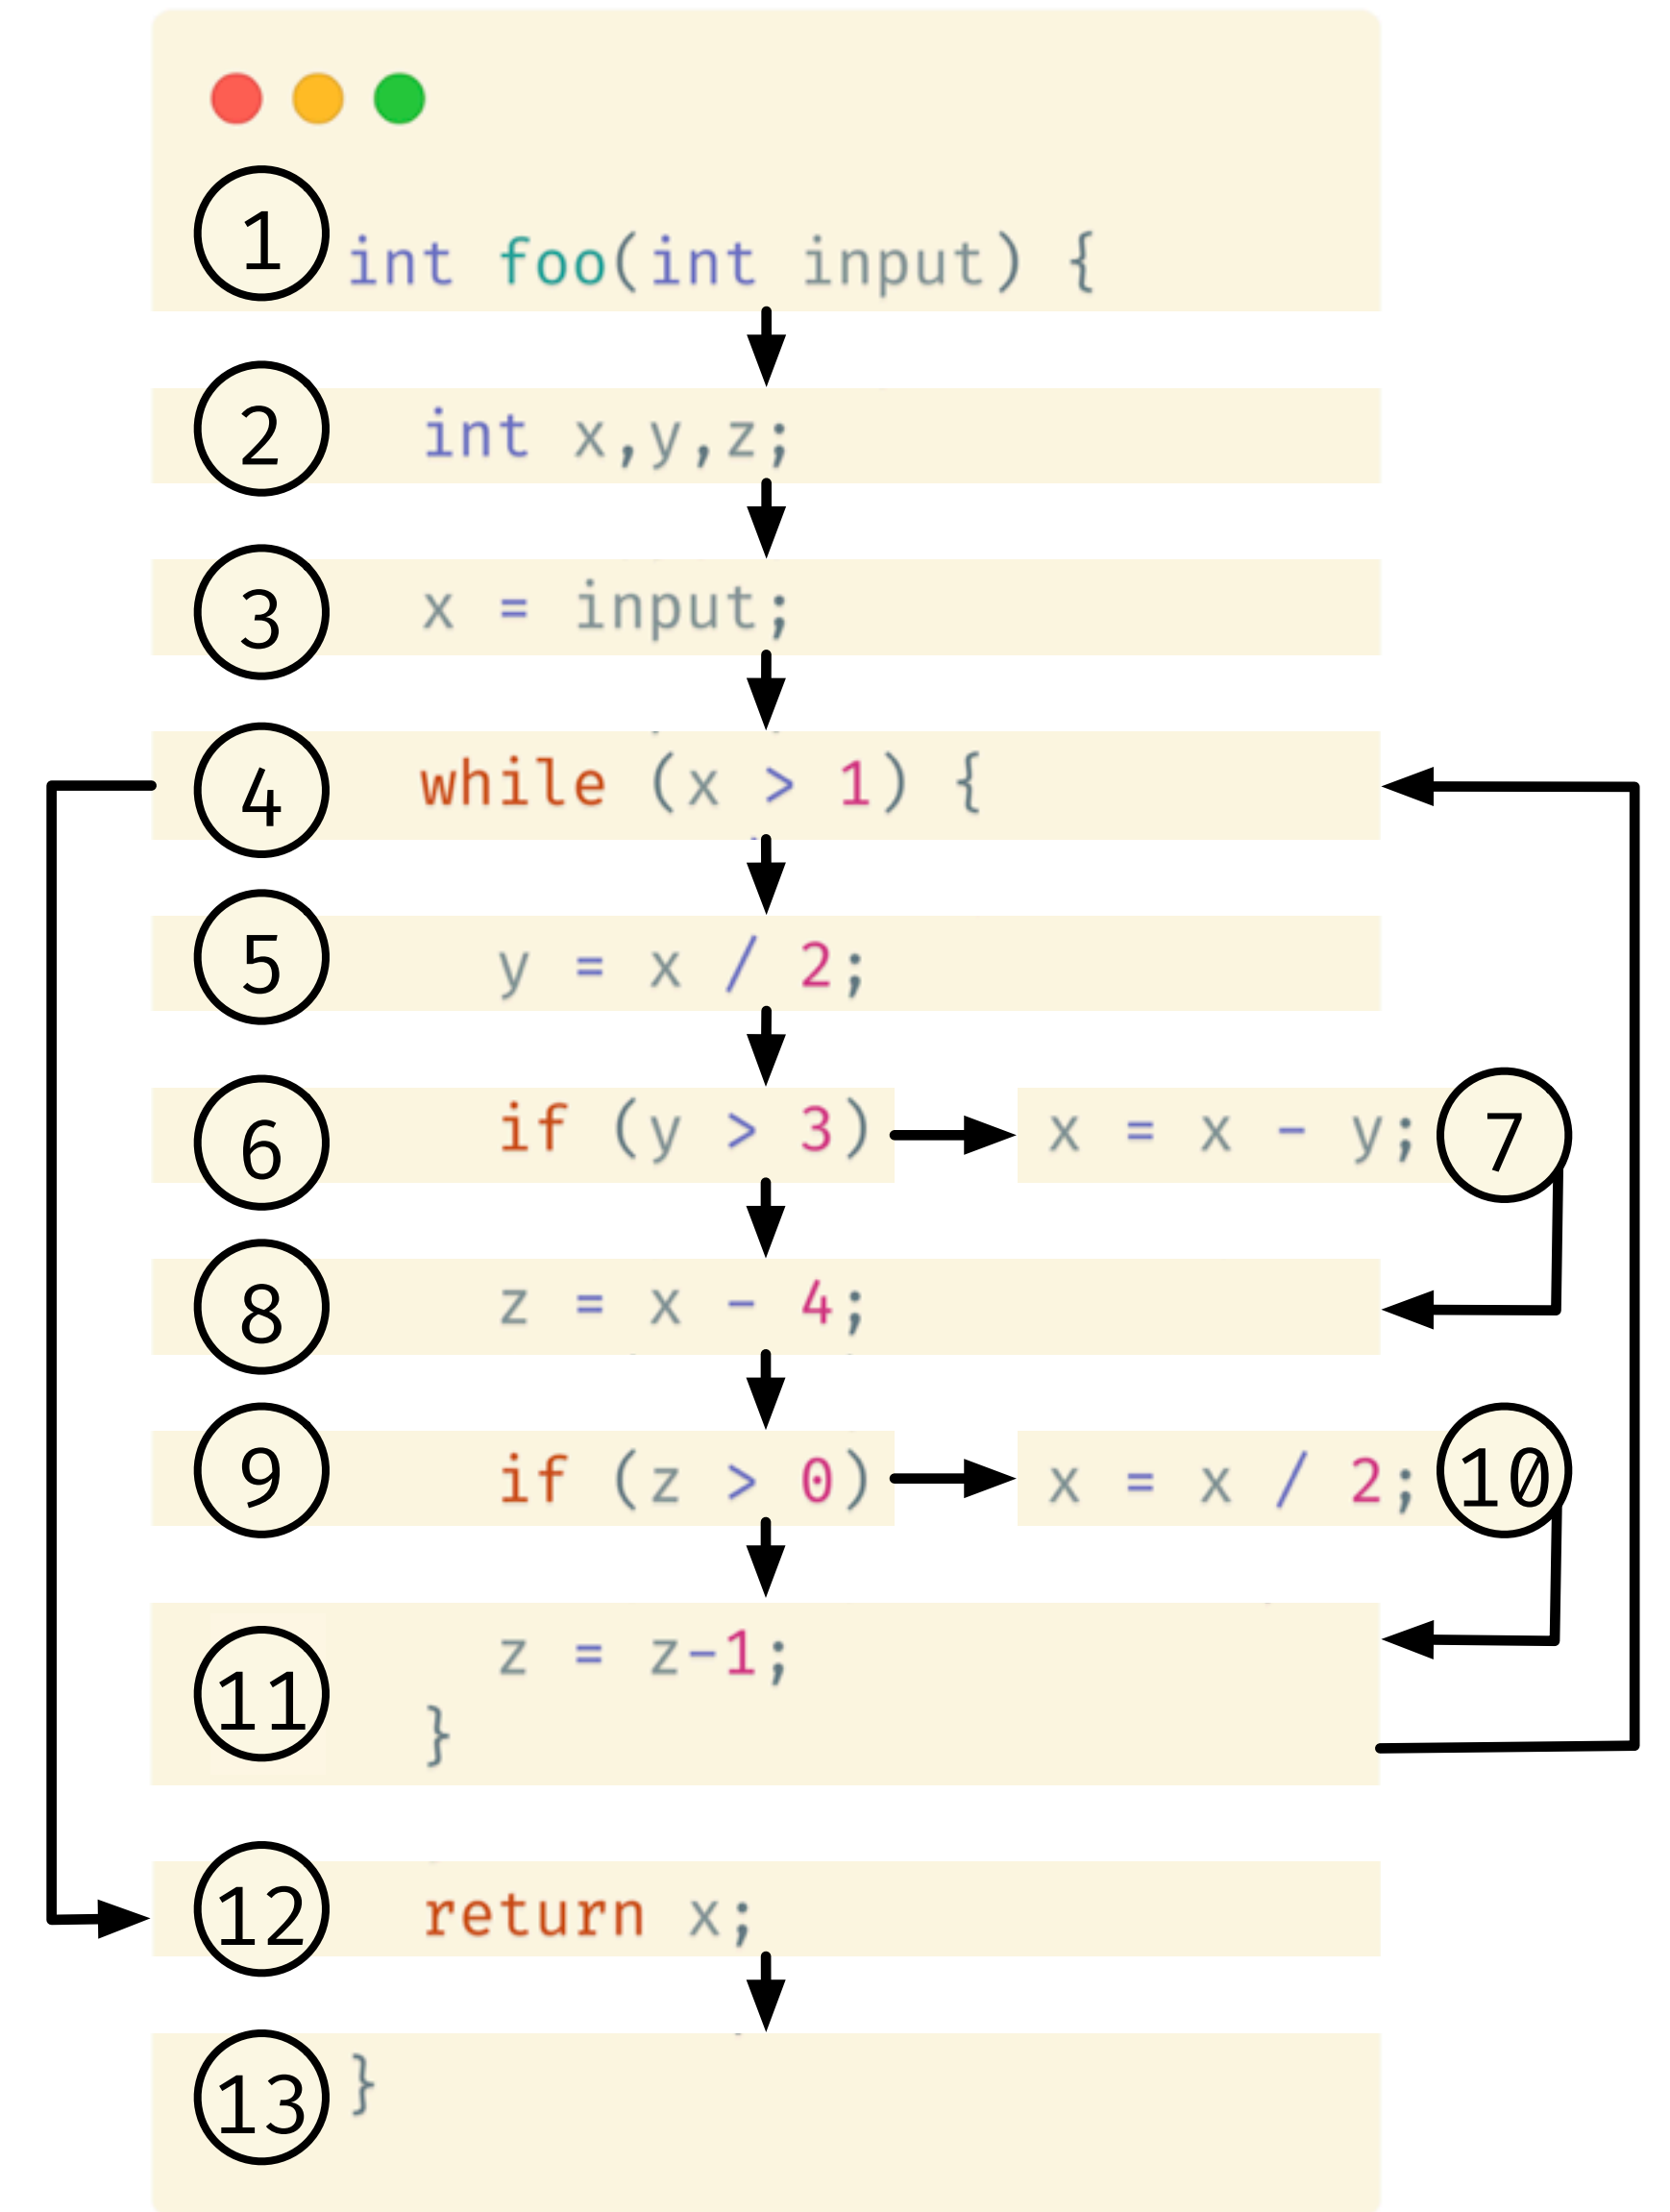 1 int foo(int input) {
2 int x,y,z;
3 x = input;
4 while (x > 1) {
5 y = x / 2;
6 if (y > 3) x = x - y; 7
8 z = x - 4;
9 if (z > 0) x = x / 2; 10
11 z = z-1;
}
12 return x;
13 }